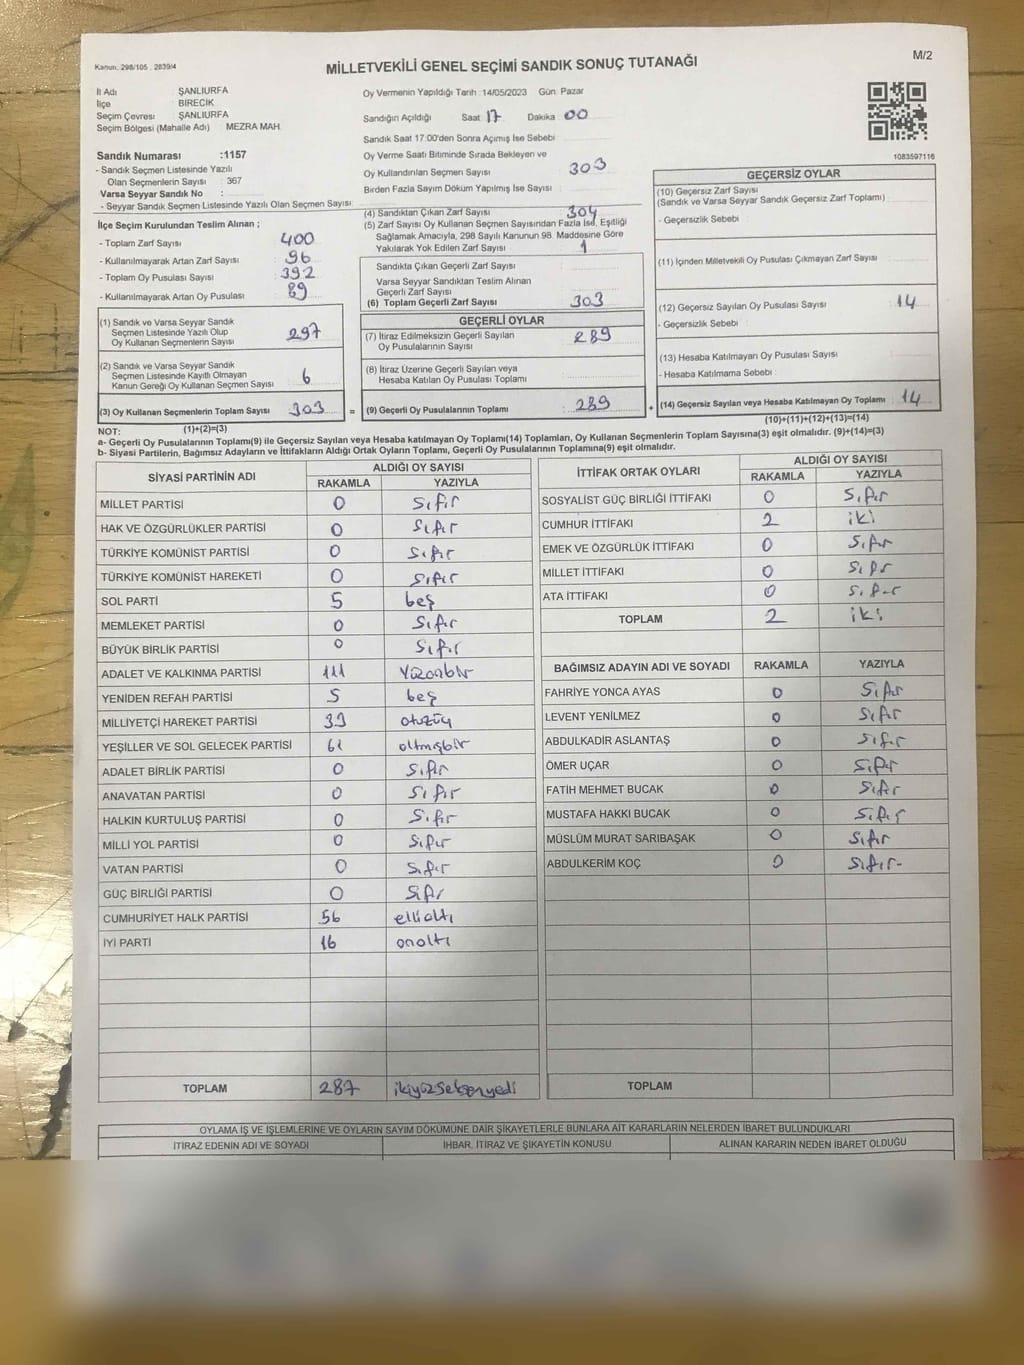 Kanun. 298/105 . 2839/4
M/2
MİLLETVEKİLİ GENEL SEÇİMİ SANDIK SONUÇ TUTANAĞI
İl Adı ŞANLIURFA
İlçe BİRECİK
Seçim Çevresi ŞANLIURFA
Seçim Bölgesi (Mahalle Adı) MEZRA MAH.
Sandık Numarası :1157
- Sandık Seçmen Listesinde Yazılı
Olan Seçmenlerin Sayısı : 367
Varsa Seyyar Sandık No :
- Seyyar Sandık Seçmen Listesinde Yazılı Olan Seçmen Sayısı:
Oy Vermenin Yapıldığı Tarih : 14/05/2023 Gün: Pazar
Sandığın Açıldığı Saat 17 Dakika 00
Sandık Saat 17:00'den Sonra Açımış İse Sebebi
Oy Verme Saati Bitiminde Sırada Bekleyen ve
Oy Kullandırılan Seçmen Sayısı 303
Birden Fazla Sayım Döküm Yapılmış İse Sayısı
1083597116
İlçe Seçim Kurulundan Teslim Alınan ;
- Toplam Zarf Sayısı 400
- Kullanılmayarak Artan Zarf Sayısı : 96
- Toplam Oy Pusulası Sayısı : 392
- Kullanılmayarak Artan Oy Pusulası : 89
(1) Sandık ve Varsa Seyyar Sandık
Seçmen Listesinde Yazılı Olup
Oy Kullanan Seçmenlerin Sayısı 297
(2) Sandık ve Varsa Seyyar Sandık
Seçmen Listesinde Kayıtlı Olmayan
Kanun Gereği Oy Kullanan Seçmen Sayısı 6
(3) Oy Kullanan Seçmenlerin Toplam Sayısı 303 =
(4) Sandıktan Çıkan Zarf Sayısı 304
(5) Zarf Sayısı Oy Kullanan Seçmen Sayısından Fazla İse, Eşitliği
Sağlamak Amacıyla, 298 Sayılı Kanunun 98. Maddesine Göre
Yakılarak Yok Edilen Zarf Sayısı 1
Sandıkta Çıkan Geçerli Zarf Sayısı
Varsa Seyyar Sandıktan Teslim Alınan
Geçerli Zarf Sayısı
(6) Toplam Geçerli Zarf Sayısı 303
GEÇERLİ OYLAR
(7) İtiraz Edilmeksizin Geçerli Sayılan
Oy Pusulalarının Sayısı 289
(8) İtiraz Üzerine Geçerli Sayılan veya
Hesaba Katılan Oy Pusulası Toplamı
(9) Geçerli Oy Pusulalarının Toplamı 289 +
GEÇERSİZ OYLAR
(10) Geçersiz Zarf Sayısı
(Sandık ve Varsa Seyyar Sandık Geçersiz Zarf Toplamı) :
- Geçersizlik Sebebi :
(11) İçinden Milletvekili Oy Pusulası Çıkmayan Zarf Sayısı
(12) Geçersiz Sayılan Oy Pusulası Sayısı : 14
- Geçersizlik Sebebi :
(13) Hesaba Katılmayan Oy Pusulası Sayısı
- Hesaba Katılmama Sebebi :
(14) Geçersiz Sayılan veya Hesaba Katılmayan Oy Toplamı : 14
(1)+(2)=(3)
(10)+(11)+(12)+(13)=(14)
NOT:
a- Geçerli Oy Pusulalarının Toplamı(9) ile Geçersiz Sayılan veya Hesaba katılmayan Oy Toplamı(14) Toplamları, Oy Kullanan Seçmenlerin Toplam Sayısına(3) eşit olmalıdır. (9)+(14)=(3)
b- Siyasi Partilerin, Bağımsız Adayların ve İttifakların Aldığı Ortak Oyların Toplamı, Geçerli Oy Pusulalarının Toplamına(9) eşit olmalıdır.
SİYASİ PARTİNİN ADI ALDIĞI OY SAYISI
RAKAMLA YAZIYLA
MİLLET PARTİSİ 0 sıfır
HAK VE ÖZGÜRLÜKLER PARTİSİ 0 sıfır
TÜRKİYE KOMÜNİST PARTİSİ 0 sıfır
TÜRKİYE KOMÜNİST HAREKETİ 0 sıfır
SOL PARTİ 5 beş
MEMLEKET PARTİSİ 0 sıfır
BÜYÜK BİRLİK PARTİSİ 0 sıfır
ADALET VE KALKINMA PARTİSİ 111 Yüzonbir
YENİDEN REFAH PARTİSİ 5 beş
MİLLİYETÇİ HAREKET PARTİSİ 33 otuzüç
YEŞİLLER VE SOL GELECEK PARTİSİ 61 altmışbir
ADALET BİRLİK PARTİSİ 0 sıfır
ANAVATAN PARTİSİ 0 sıfır
HALKIN KURTULUŞ PARTİSİ 0 sıfır
MİLLİ YOL PARTİSİ 0 sıfır
VATAN PARTİSİ 0 sıfır
GÜÇ BİRLİĞİ PARTİSİ 0 sıfır
CUMHURİYET HALK PARTİSİ 56 ellialtı
İYİ PARTİ 16 onaltı
TOPLAM 287 ikiyüzseksenyedi
İTTİFAK ORTAK OYLARI ALDIĞI OY SAYISI
RAKAMLA YAZIYLA
SOSYALİST GÜÇ BİRLİĞİ İTTİFAKI 0 sıfır
CUMHUR İTTİFAKI 2 iki
EMEK VE ÖZGÜRLÜK İTTİFAKI 0 sıfır
MİLLET İTTİFAKI 0 sıfır
ATA İTTİFAKI 0 sıfır
TOPLAM 2 iki
BAĞIMSIZ ADAYIN ADI VE SOYADI RAKAMLA YAZIYLA
FAHRİYE YONCA AYAS 0 sıfır
LEVENT YENİLMEZ 0 sıfır
ABDULKADİR ASLANTAŞ 0 sıfır
ÖMER UÇAR 0 sıfır
FATİH MEHMET BUCAK 0 sıfır
MUSTAFA HAKKI BUCAK 0 sıfır
MÜSLÜM MURAT SARIBAŞAK 0 sıfır
ABDULKERİM KOÇ 0 sıfır-
TOPLAM
OYLAMA İŞ VE İŞLEMLERİNE VE OYLARIN SAYIM DÖKÜMÜNE DAİR ŞİKAYETLERLE BUNLARA AİT KARARLARIN NELERDEN İBARET BULUNDUKLARI
İTİRAZ EDENİN ADI VE SOYADI İHBAR, İTİRAZ VE ŞİKAYETİN KONUSU ALINAN KARARIN NEDEN İBARET OLDUĞU